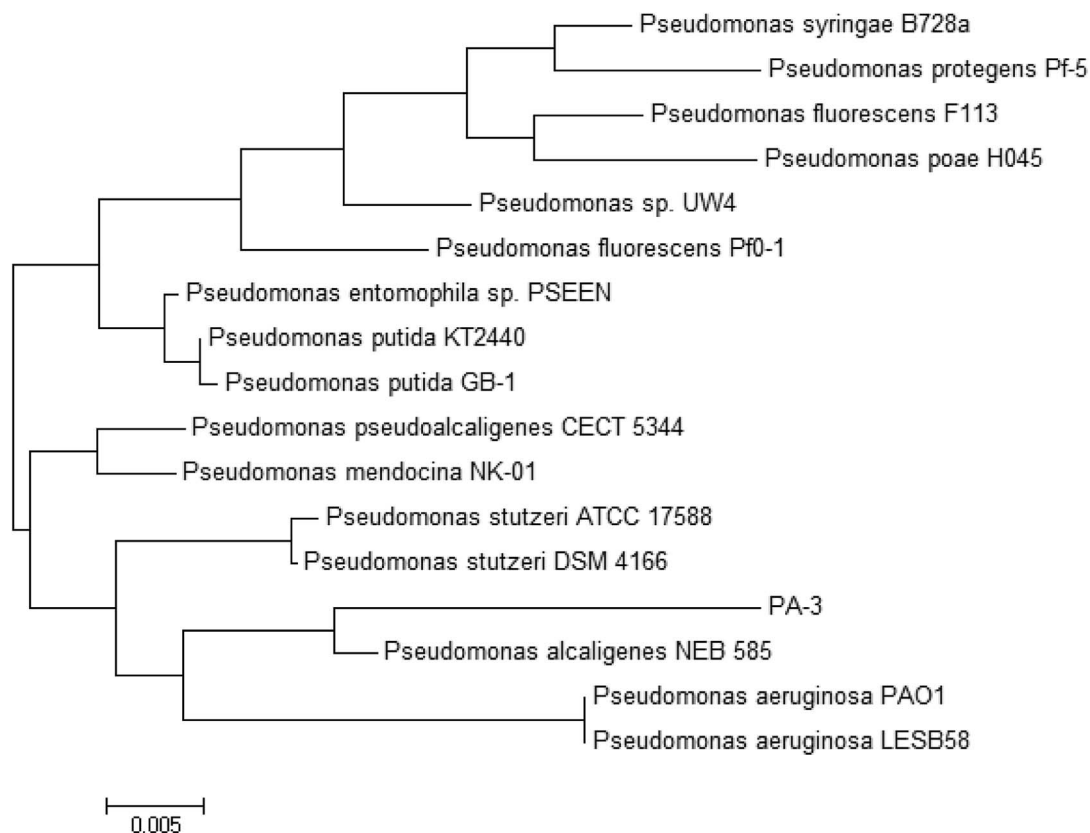 Pseudomonas syringae B728a
Pseudomonas protegens Pf-5
Pseudomonas fluorescens F113
Pseudomonas poae H045
Pseudomonas sp. UW4
Pseudomonas fluorescens Pf0-1
Pseudomonas entomophila sp. PSEEN
Pseudomonas putida KT2440
Pseudomonas putida GB-1
Pseudomonas pseudoalcaligenes CECT 5344
Pseudomonas mendocina NK-01
Pseudomonas stutzeri ATCC 17588
Pseudomonas stutzeri DSM 4166
PA-3
Pseudomonas alcaligenes NEB 585
Pseudomonas aeruginosa PAO1
Pseudomonas aeruginosa LESB58
0.005